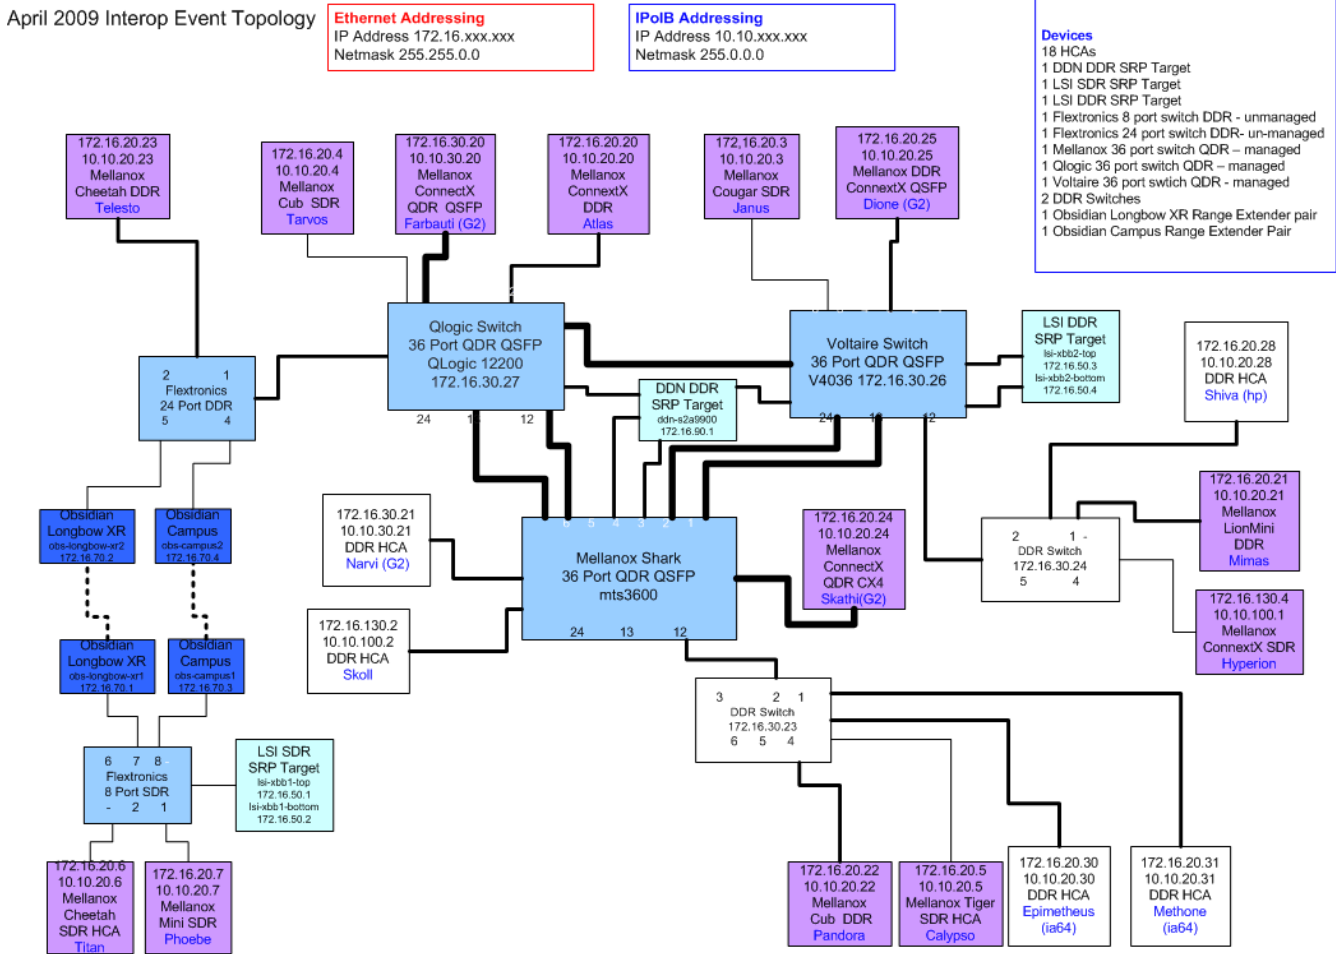 April 2009 Interop Event Topology
Ethernet Addressing
IP Address 172.16.xxx.xxx
Netmask 255.255.0.0
IPoIB Addressing
IP Address 10.10.xxx.xxx
Netmask 255.0.0.0
Devices
18 HCAs
1 DDN DDR SRP Target
1 LSI SDR SRP Target
1 LSI DDR SRP Target
1 Flextronics 8 port switch DDR - unmanaged
1 Flextronics 24 port switch DDR- un-managed
1 Mellanox 36 port switch QDR – managed
1 Qlogic 36 port switch QDR – managed
1 Voltaire 36 port swtich QDR - managed
2 DDR Switches
1 Obsidian Longbow XR Range Extender pair
1 Obsidian Campus Range Extender Pair
172.16.20.23
10.10.20.23
Mellanox
Cheetah DDR
Telesto
172.16.20.4
10.10.20.4
Mellanox
Cub SDR
Tarvos
172.16.30.20
10.10.30.20
Mellanox
ConnectX
QDR QSFP
Farbauti (G2)
172.16.20.20
10.10.20.20
Mellanox
ConnextX
DDR
Atlas
172,16.20.3
10.10.20.3
Mellanox
Cougar SDR
Janus
172.16.20.25
10.10.20.25
Mellanox DDR
ConnextX QSFP
Dione (G2)
Qlogic Switch
36 Port QDR QSFP
QLogic 12200
172.16.30.27
24
12
Voltaire Switch
36 Port QDR QSFP
V4036 172.16.30.26
24
12
LSI DDR
SRP Target
lsi-xbb2-top
172.16.50.3
lsi-xbb2-bottom
172.16.50.4
172.16.20.28
10.10.20.28
DDR HCA
Shiva (hp)
2 1
Flextronics
24 Port DDR
5 4
DDN DDR
SRP Target
ddn-s2a9900
172.16.90.1
Obsidian
Longbow XR
obs-longbow-xr2
172.16.70.2
Obsidian
Campus
obs-campus2
172.16.70.4
172.16.30.21
10.10.30.21
DDR HCA
Narvi (G2)
6 5 4 3 2 1
Mellanox Shark
36 Port QDR QSFP
mts3600
24 13 12
172.16.20.24
10.10.20.24
Mellanox
ConnectX
QDR CX4
Skathi(G2)
2 1 -
DDR Switch
172.16.30.24
5 4
172.16.20.21
10.10.20.21
Mellanox
LionMini
DDR
Mimas
172.16.130.4
10.10.100.1
Mellanox
ConnextX SDR
Hyperion
172.16.130.2
10.10.100.2
DDR HCA
Skoll
Obsidian
Longbow XR
obs-longbow-xr1
172.16.70.1
Obsidian
Campus
obs-campus1
172.16.70.3
3 2 1
DDR Switch
172.16.30.23
6 5 4
6 7 8 -
Flextronics
8 Port SDR
- 2 1
LSI SDR
SRP Target
lsi-xbb1-top
172.16.50.1
lsi-xbb1-bottom
172.16.50.2
172.16.20.6
10.10.20.6
Mellanox
Cheetah
SDR HCA
Titan
172.16.20.7
10.10.20.7
Mellanox
Mini SDR
Phoebe
172.16.20.22
10.10.20.22
Mellanox
Cub DDR
Pandora
172.16.20.5
10.10.20.5
Mellanox Tiger
SDR HCA
Calypso
172.16.20.30
10.10.20.30
DDR HCA
Epimetheus
(ia64)
172.16.20.31
10.10.20.31
DDR HCA
Methone
(ia64)